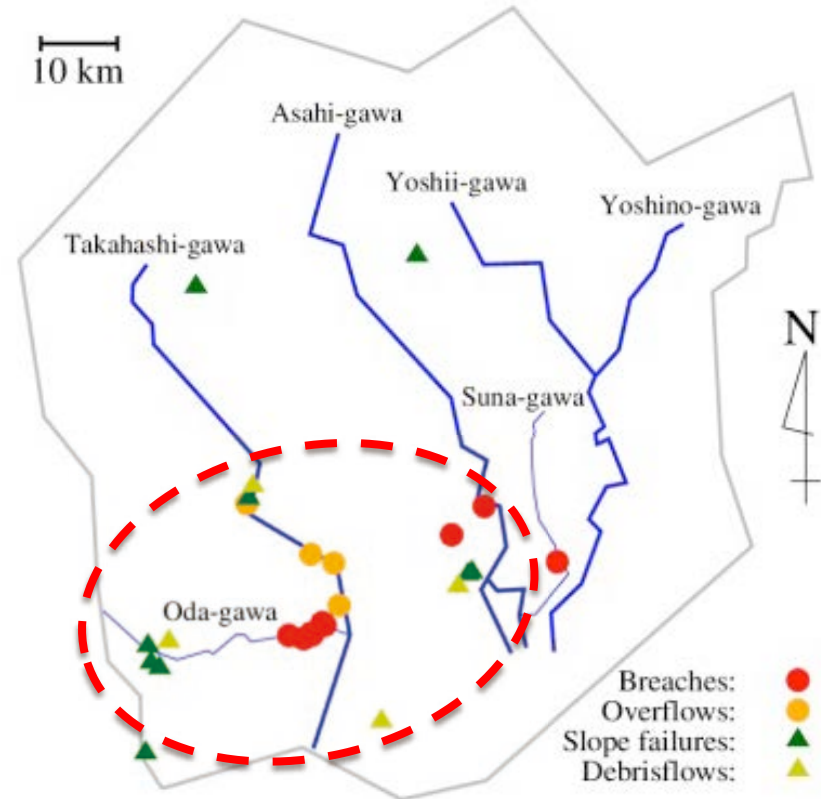 10 km
Asahi-gawa
Yoshii-gawa
Yoshino-gawa
Takahashi-gawa
N
Suna-gawa
Oda-gawa
Breaches:
Overflows:
Slope failures:
Debrisflows: